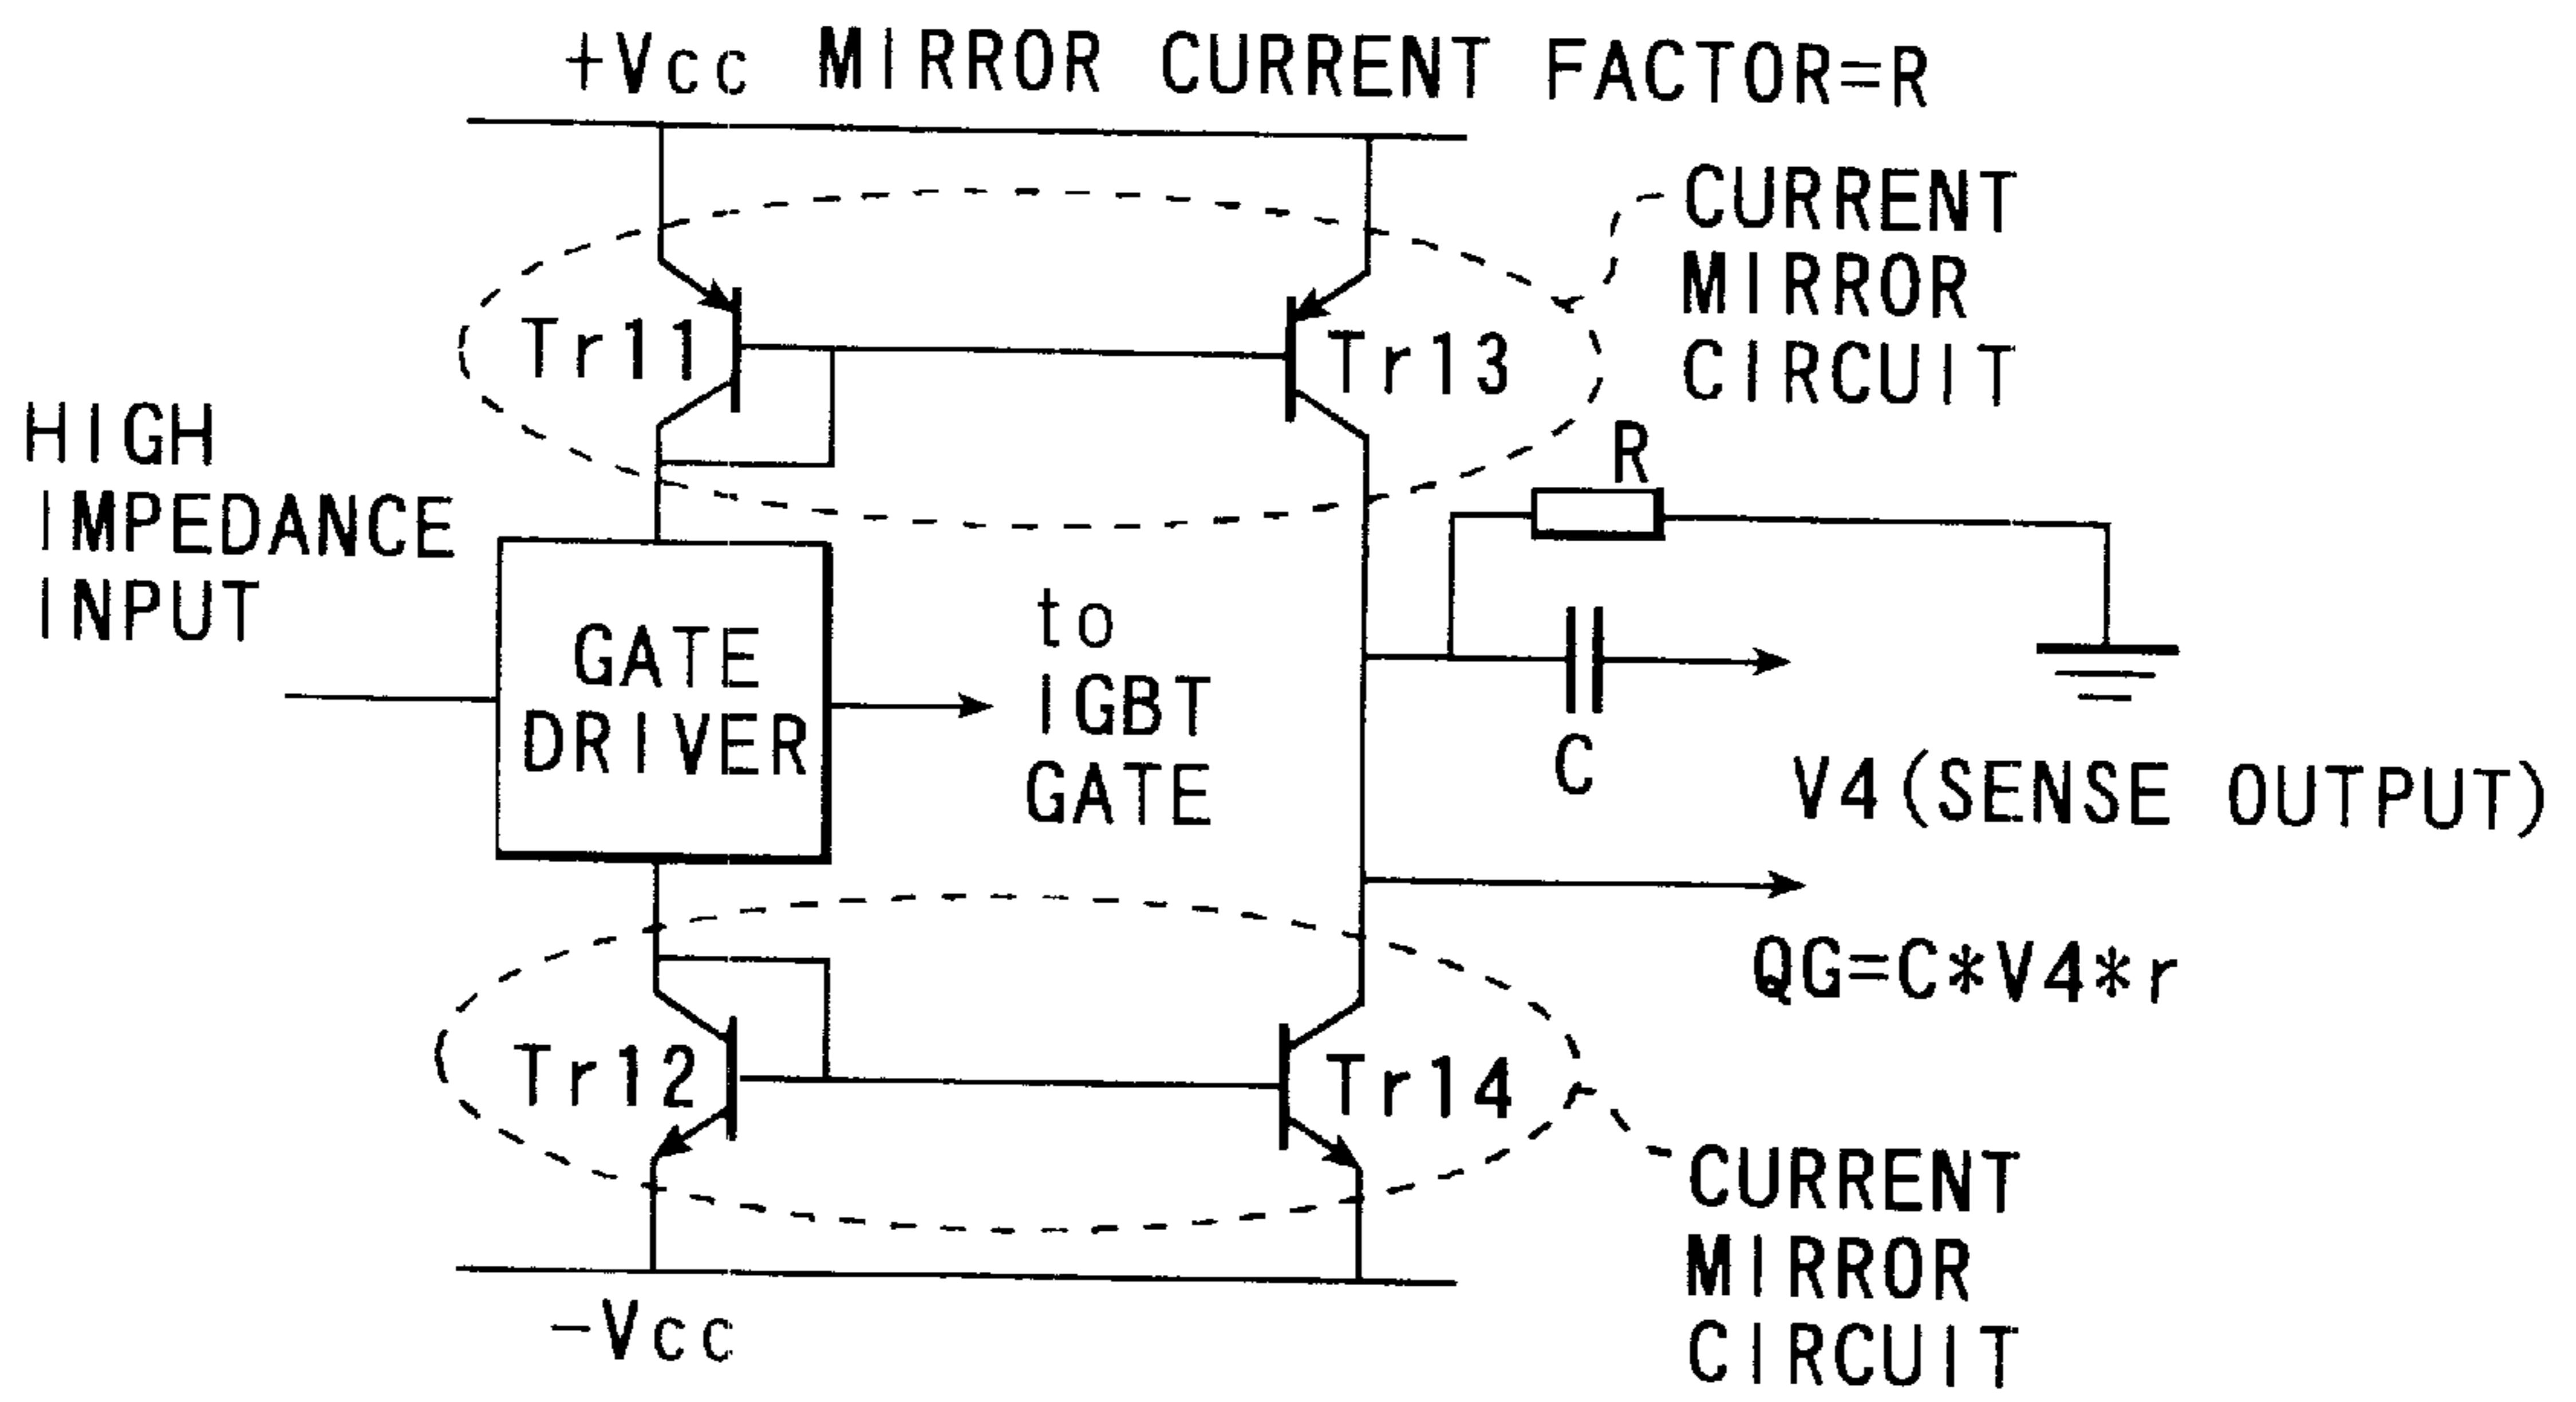 +Vcc MIRROR CURRENT FACTOR=R
CURRENT
MIRROR
CIRCUIT
Tr11
Tr13
HIGH
IMPEDANCE
INPUT
R
GATE
DRIVER
to
IGBT
GATE
C
V4(SENSE OUTPUT)
QG=C*V4*r
Tr12
Tr14
CURRENT
MIRROR
CIRCUIT
-Vcc